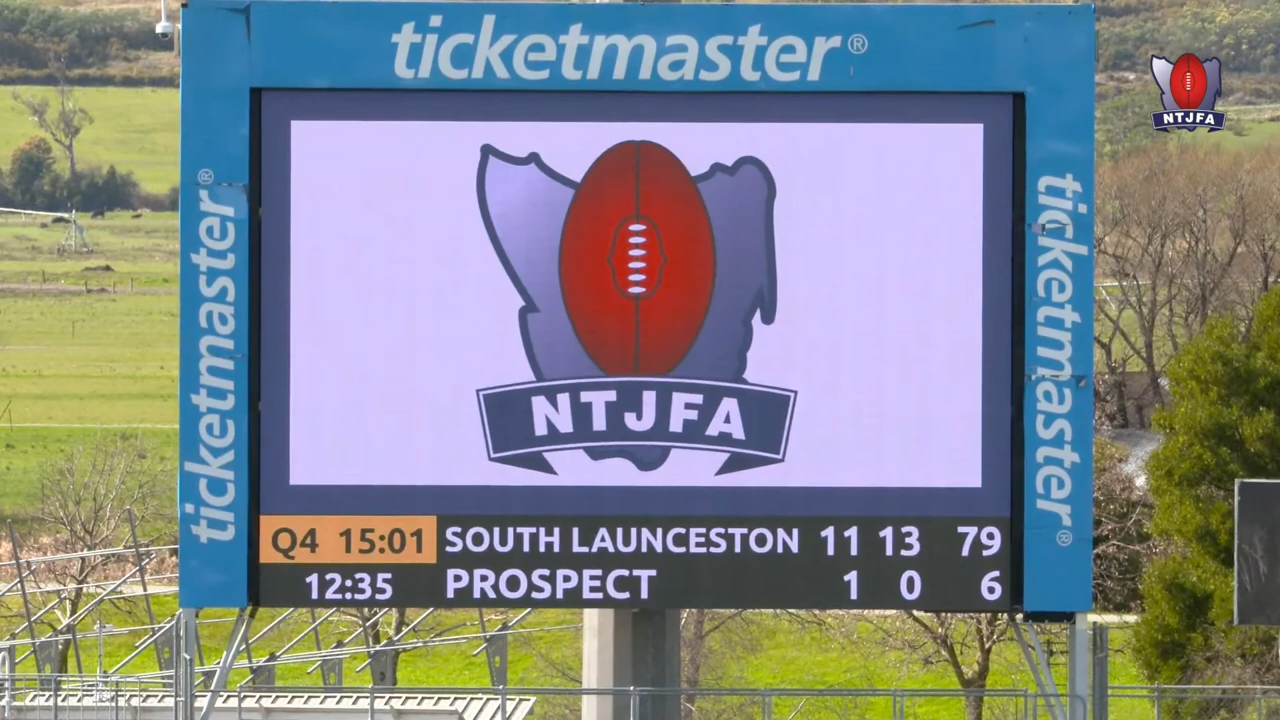 ticketmaster®
NTJFA
ticketmaster®
ticketmaster®
NTJFA
Q4 15:01 SOUTH LAUNCESTON 11 13 79
12:35 PROSPECT 1 0 6